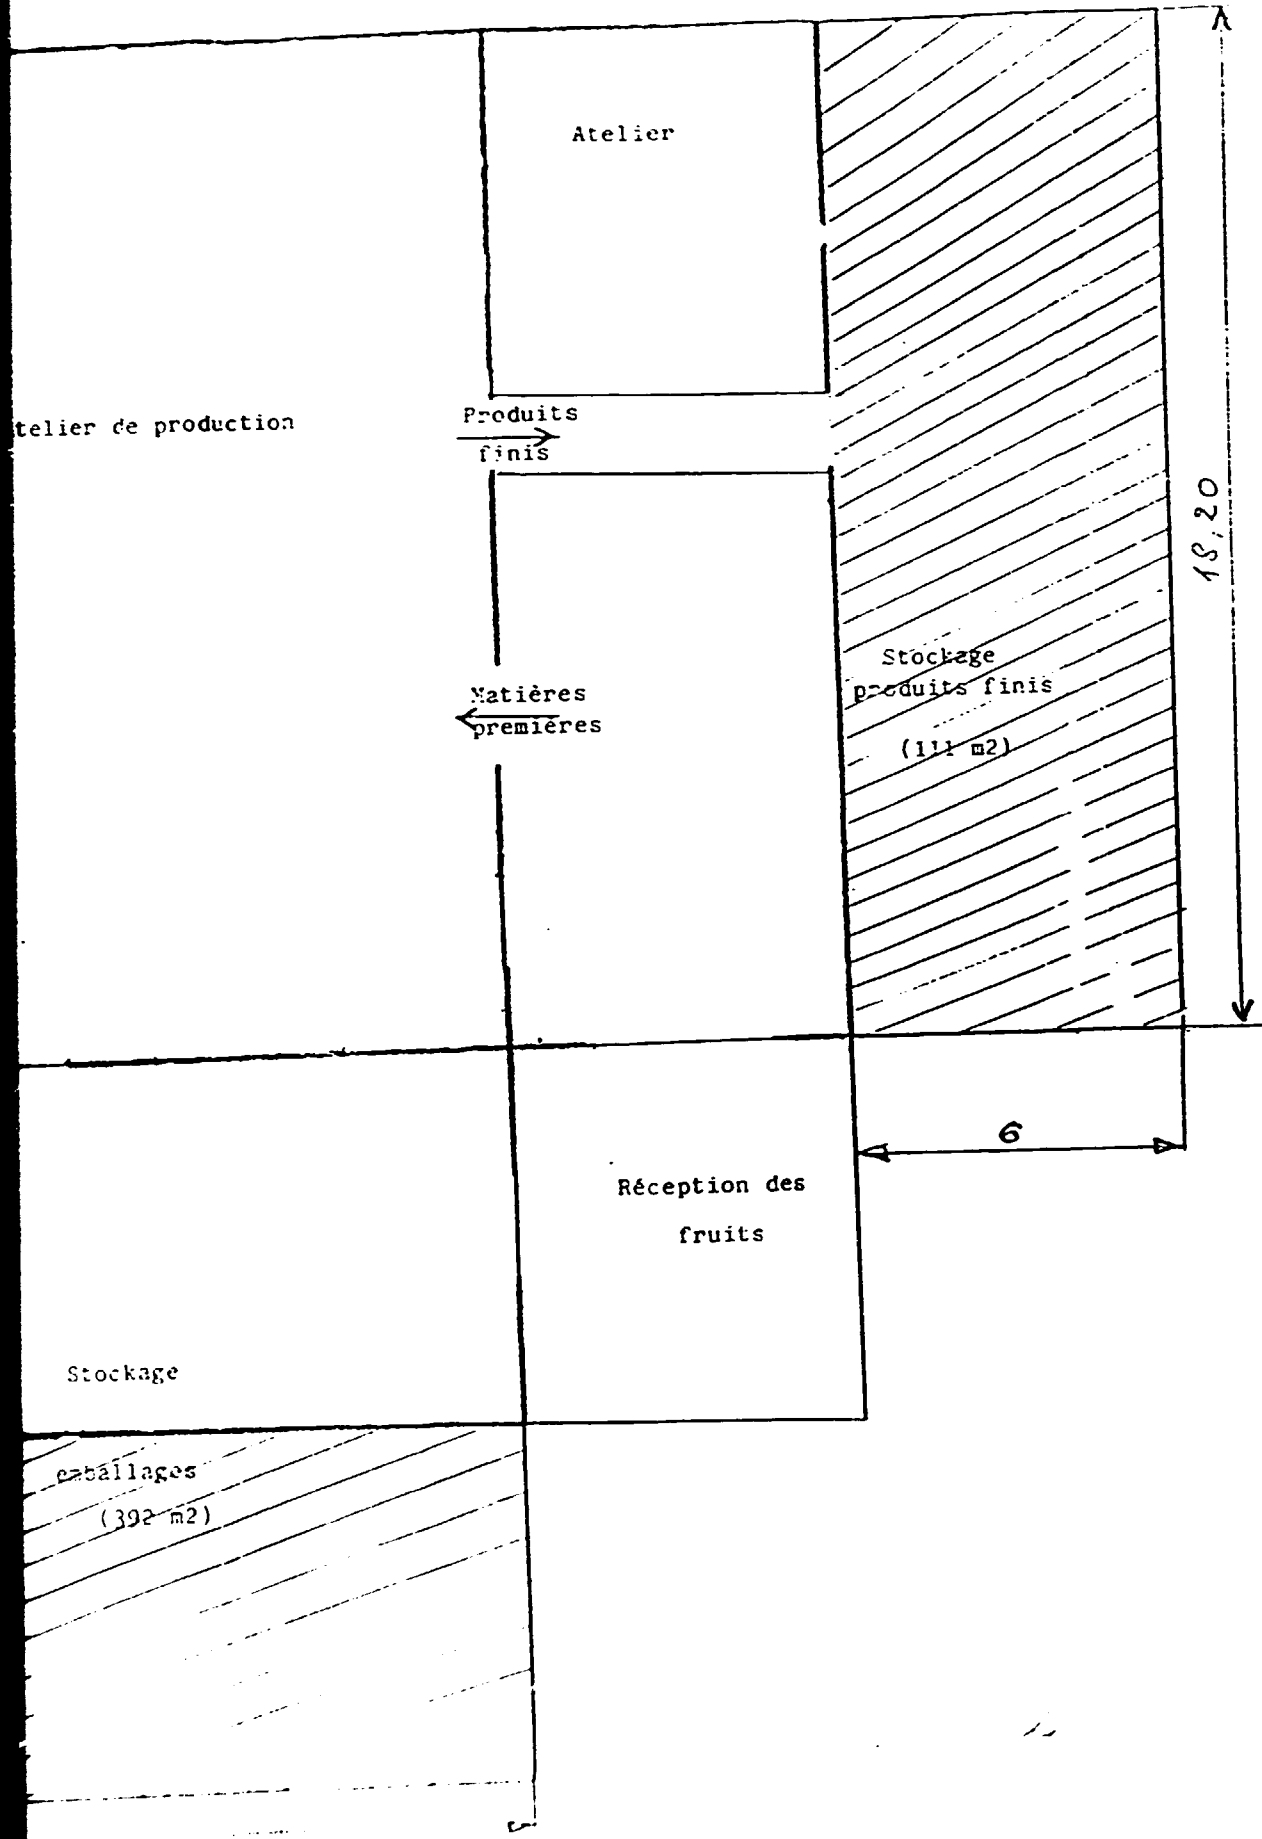 Atelier
telier de production
Produits
finis
18,20
Stockage
produits finis
(111 m2)
Matières
premières
6
Réception des
fruits
Stockage
emballages
(392 m2)